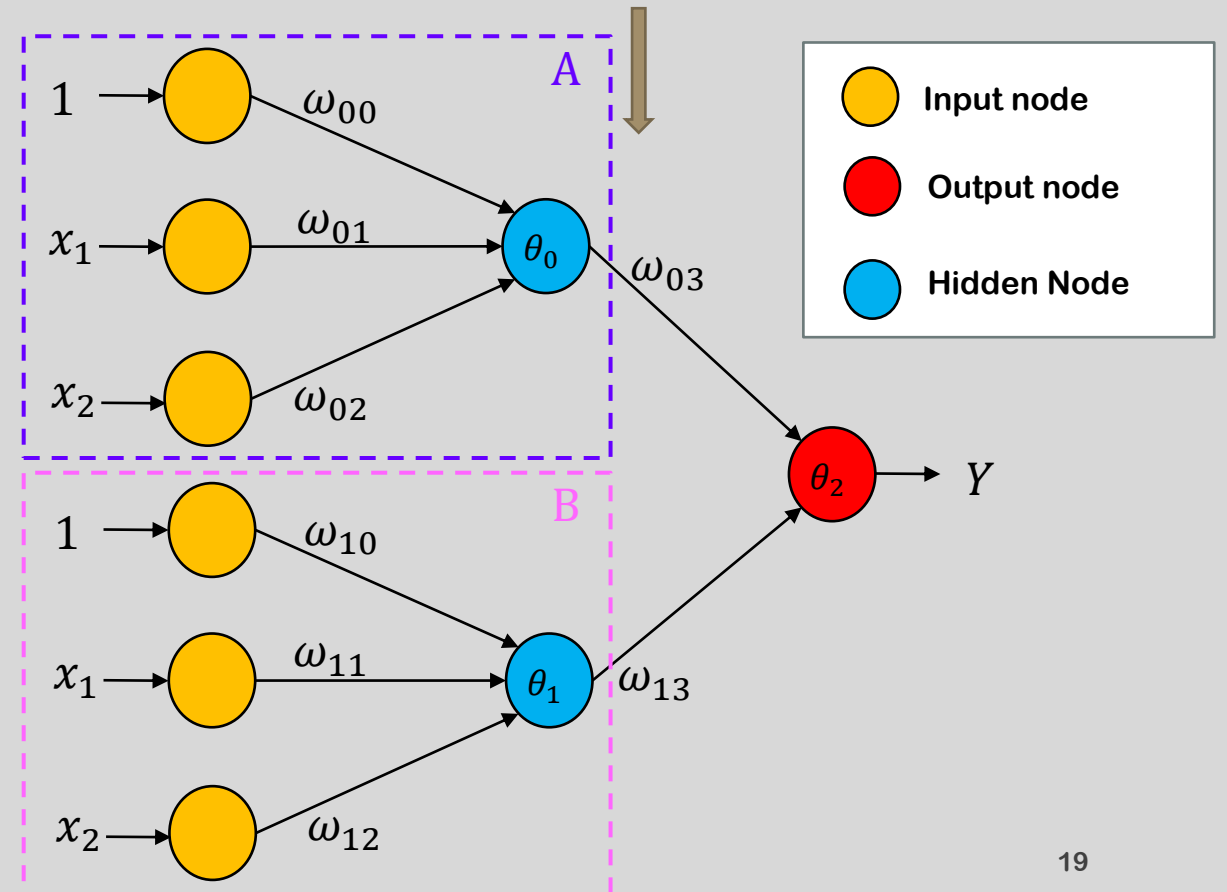 A
1
ω₀₀
x₁
ω₀₁
θ₀
x₂
ω₀₂
ω₀₃
B
1
ω₁₀
x₁
ω₁₁
θ₁
x₂
ω₁₂
ω₁₃
θ₂
Y
Input node
Output node
Hidden Node
19